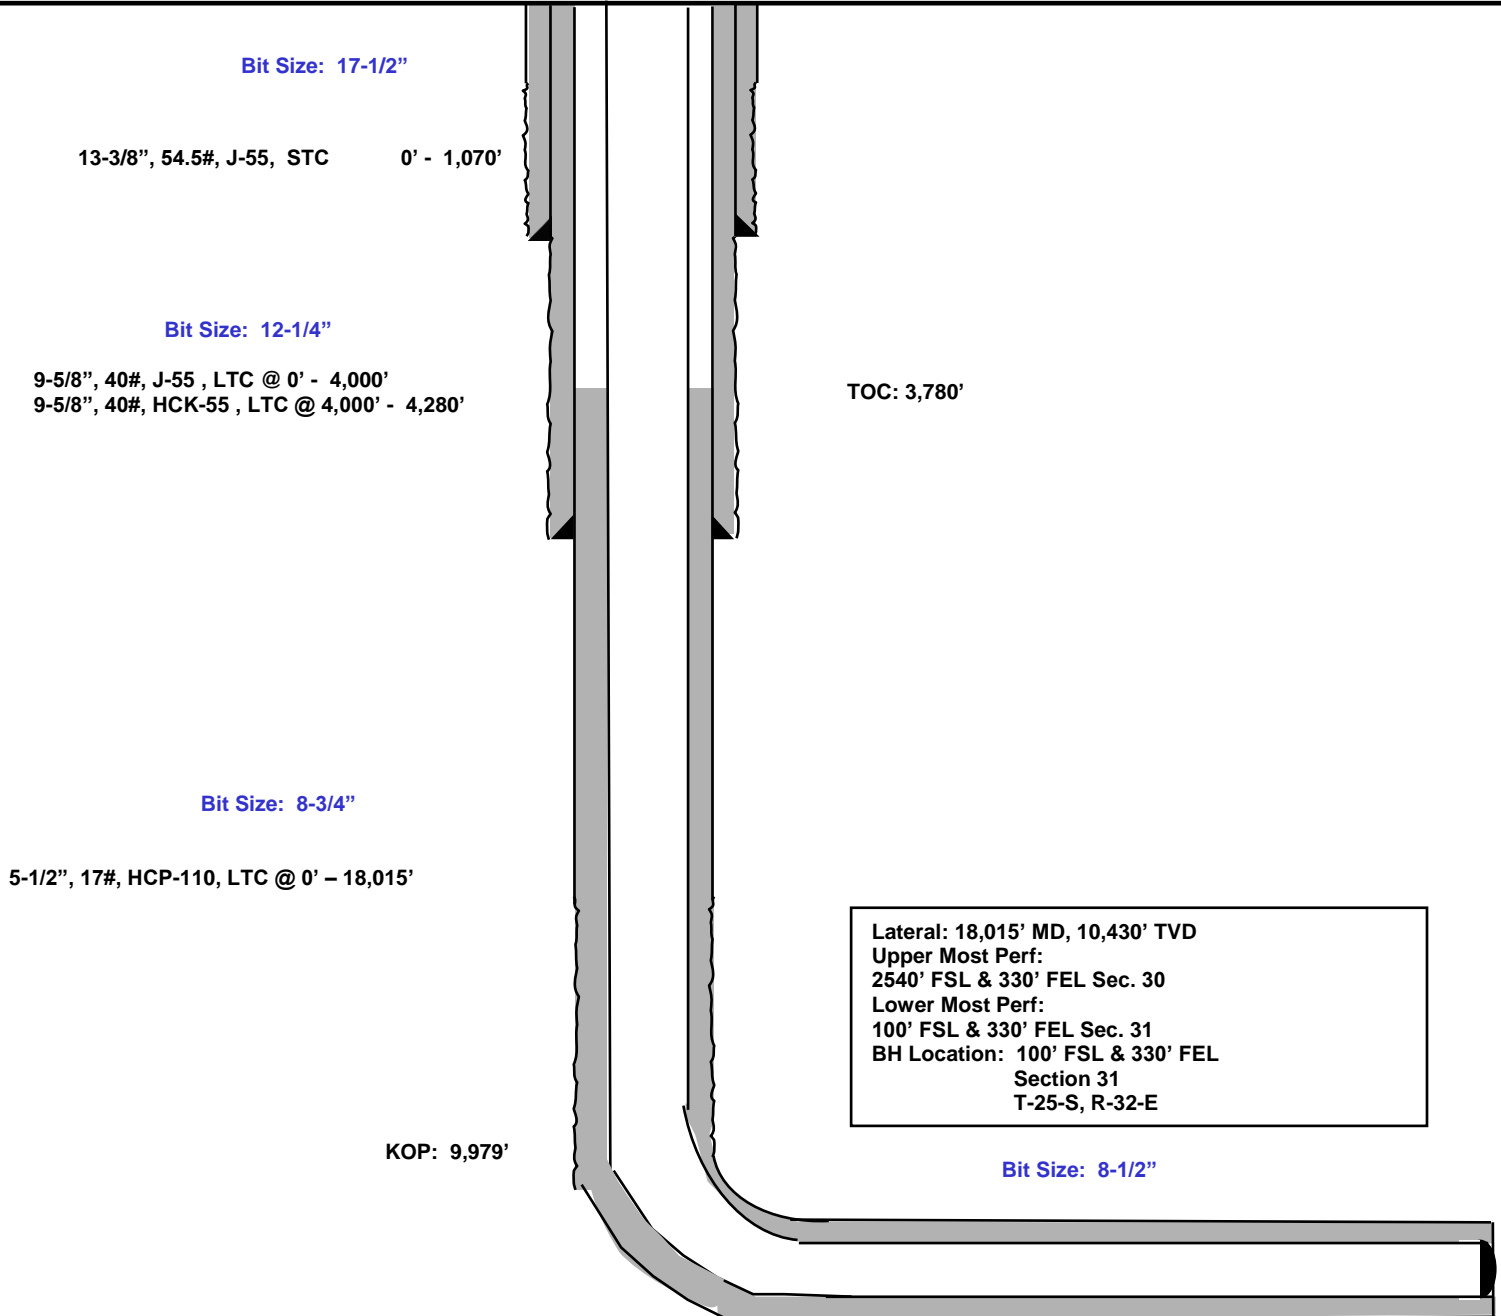 Bit Size: 17-1/2”
13-3/8”, 54.5#, J-55, STC 0’ - 1,070’
Bit Size: 12-1/4”
9-5/8”, 40#, J-55 , LTC @ 0’ - 4,000’
9-5/8”, 40#, HCK-55 , LTC @ 4,000’ - 4,280’
TOC: 3,780’
Bit Size: 8-3/4”
5-1/2”, 17#, HCP-110, LTC @ 0’ – 18,015’
Lateral: 18,015’ MD, 10,430’ TVD
Upper Most Perf:
2540’ FSL & 330’ FEL Sec. 30
Lower Most Perf:
100’ FSL & 330’ FEL Sec. 31
BH Location: 100’ FSL & 330’ FEL
Section 31
T-25-S, R-32-E
KOP: 9,979’
Bit Size: 8-1/2”